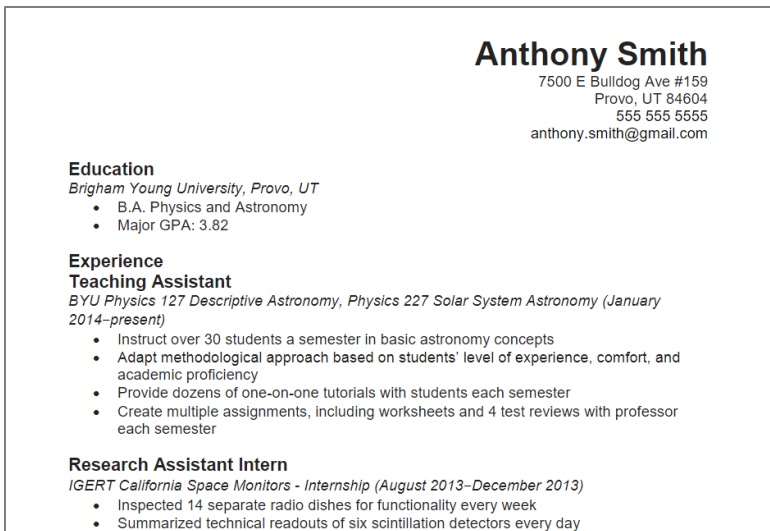 Anthony Smith
7500 E Bulldog Ave #159
Provo, UT 84604
555 555 5555
anthony.smith@gmail.com
Education
Brigham Young University, Provo, UT
• B.A. Physics and Astronomy
• Major GPA: 3.82
Experience
Teaching Assistant
BYU Physics 127 Descriptive Astronomy, Physics 227 Solar System Astronomy (January
2014–present)
• Instruct over 30 students a semester in basic astronomy concepts
• Adapt methodological approach based on students’ level of experience, comfort, and
academic proficiency
• Provide dozens of one-on-one tutorials with students each semester
• Create multiple assignments, including worksheets and 4 test reviews with professor
each semester
Research Assistant Intern
IGERT California Space Monitors - Internship (August 2013–December 2013)
• Inspected 14 separate radio dishes for functionality every week
• Summarized technical readouts of six scintillation detectors every day